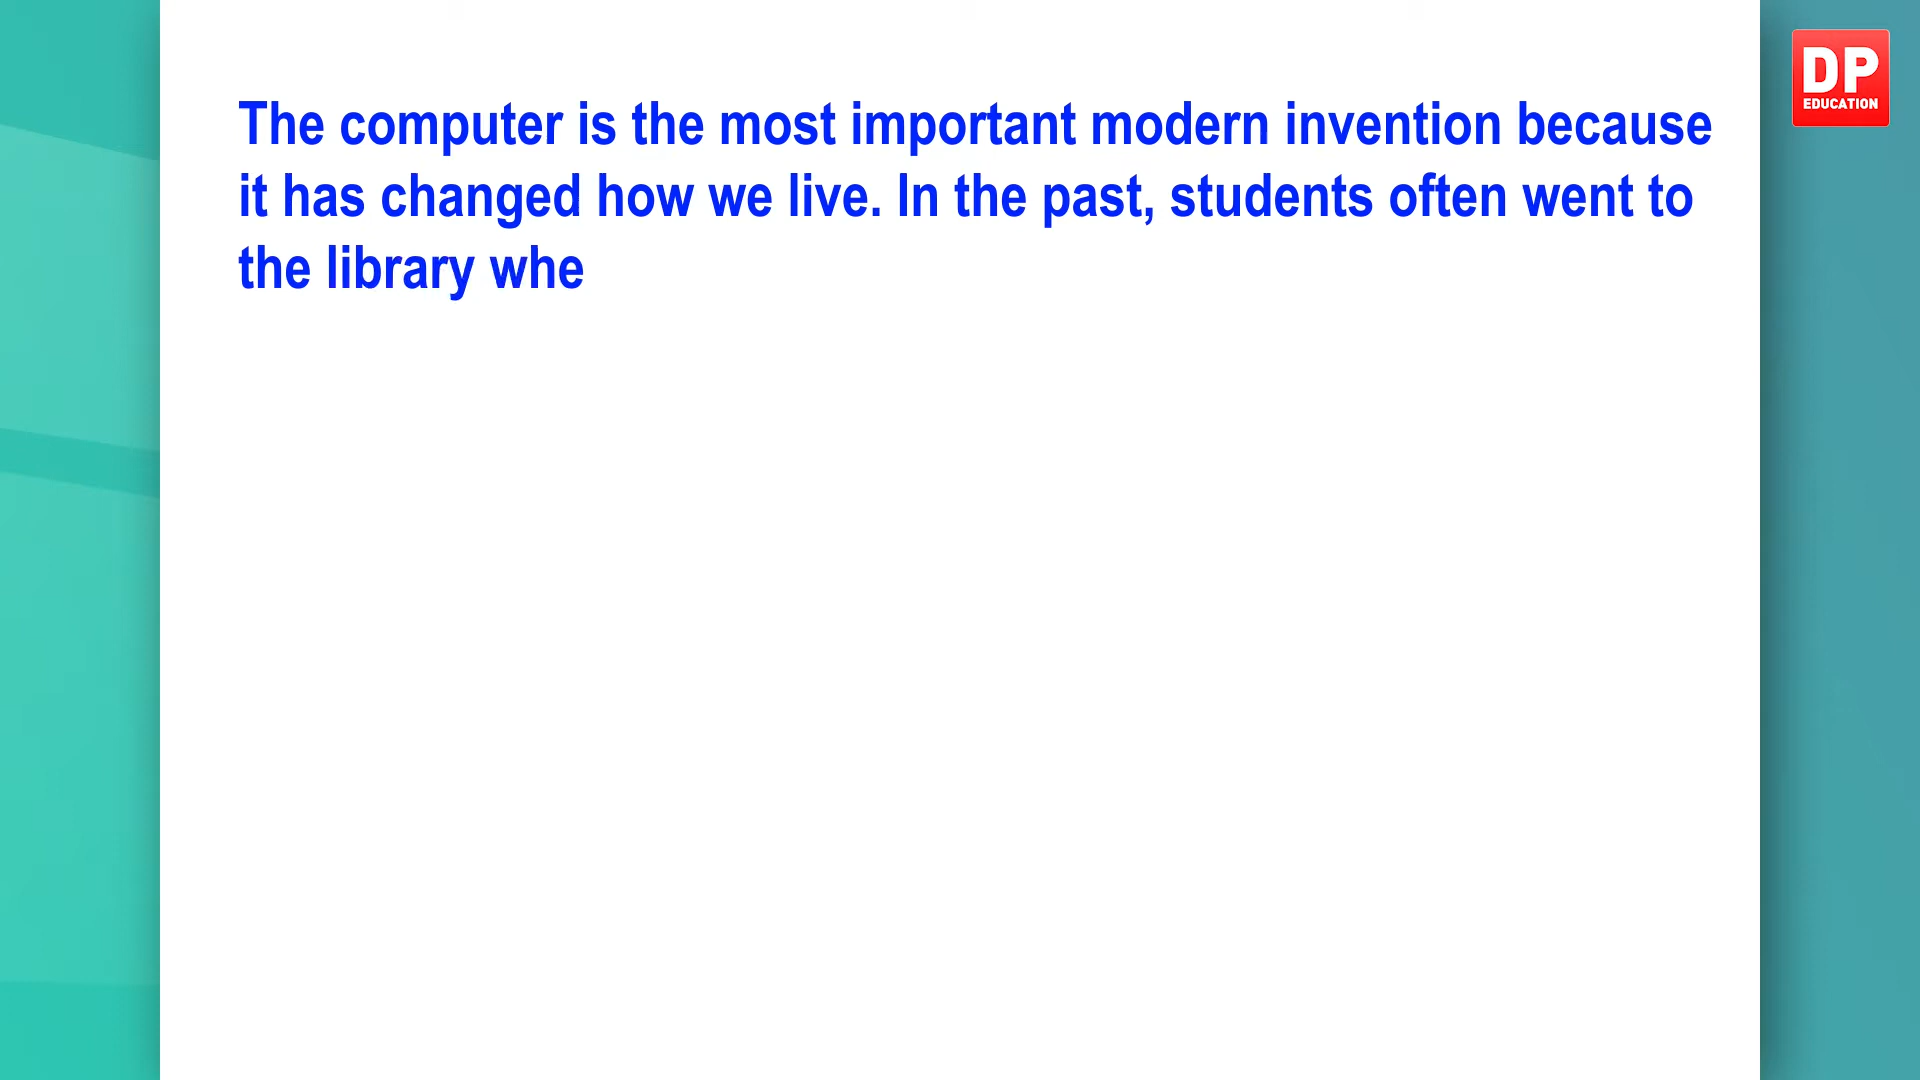 The computer is the most important modern invention because
it has changed how we live. In the past, students often went to
the library whe
DP
EDUCATION